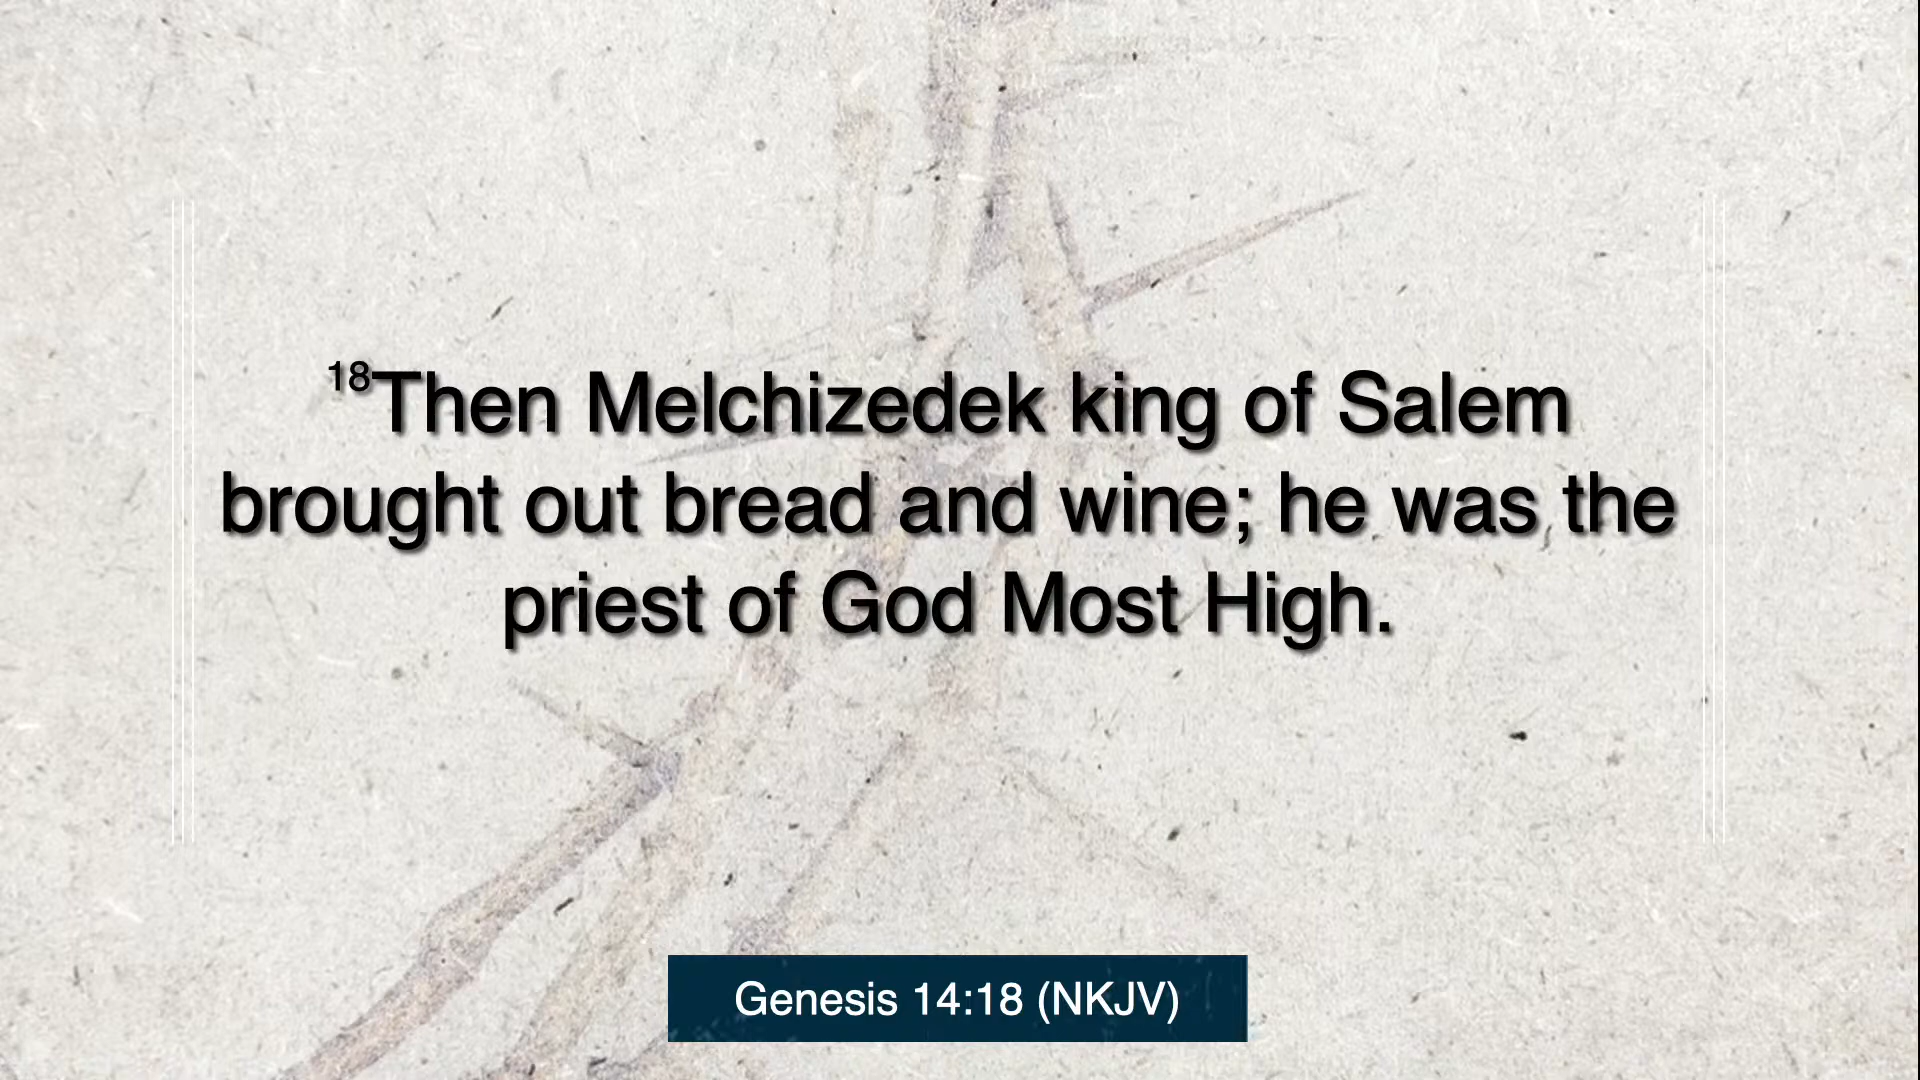 18Then Melchizedek king of Salem
brought out bread and wine; he was the
priest of God Most High.
Genesis 14:18 (NKJV)